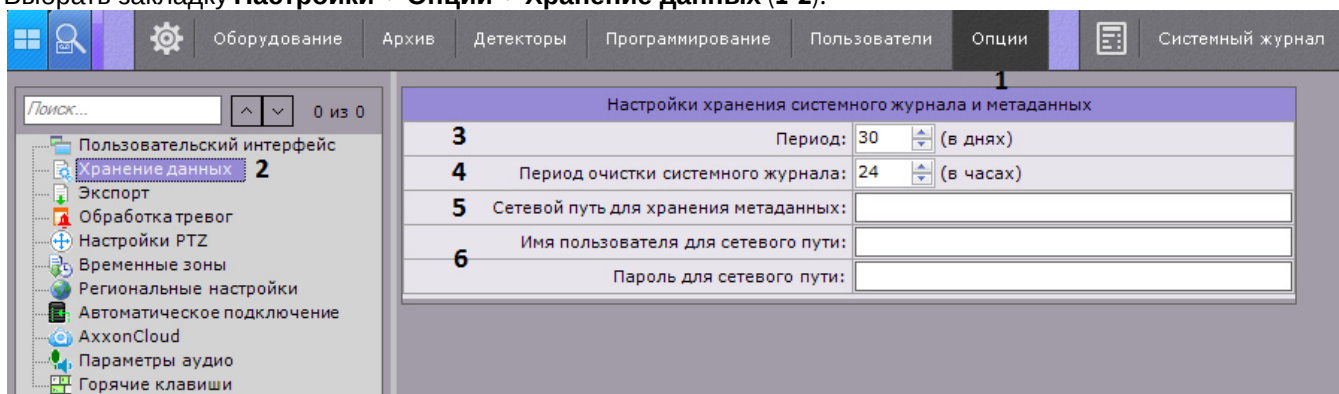 Выбрать закладку Настройки Опции Хранение данных (1-2).
Оборудование Архив Детекторы Программирование Пользователи Опции Системный журнал
1
Поиск... 0 из 0
Пользовательский интерфейс
Хранение данных 2
Экспорт
Обработка тревог
Настройки PTZ
Временные зоны
Региональные настройки
Автоматическое подключение
AxxonCloud
Параметры аудио
Горячие клавиши
Настройки хранения системного журнала и метаданных
3 Период: 30 (в днях)
4 Период очистки системного журнала: 24 (в часах)
5 Сетевой путь для хранения метаданных:
6
Имя пользователя для сетевого пути:
Пароль для сетевого пути: